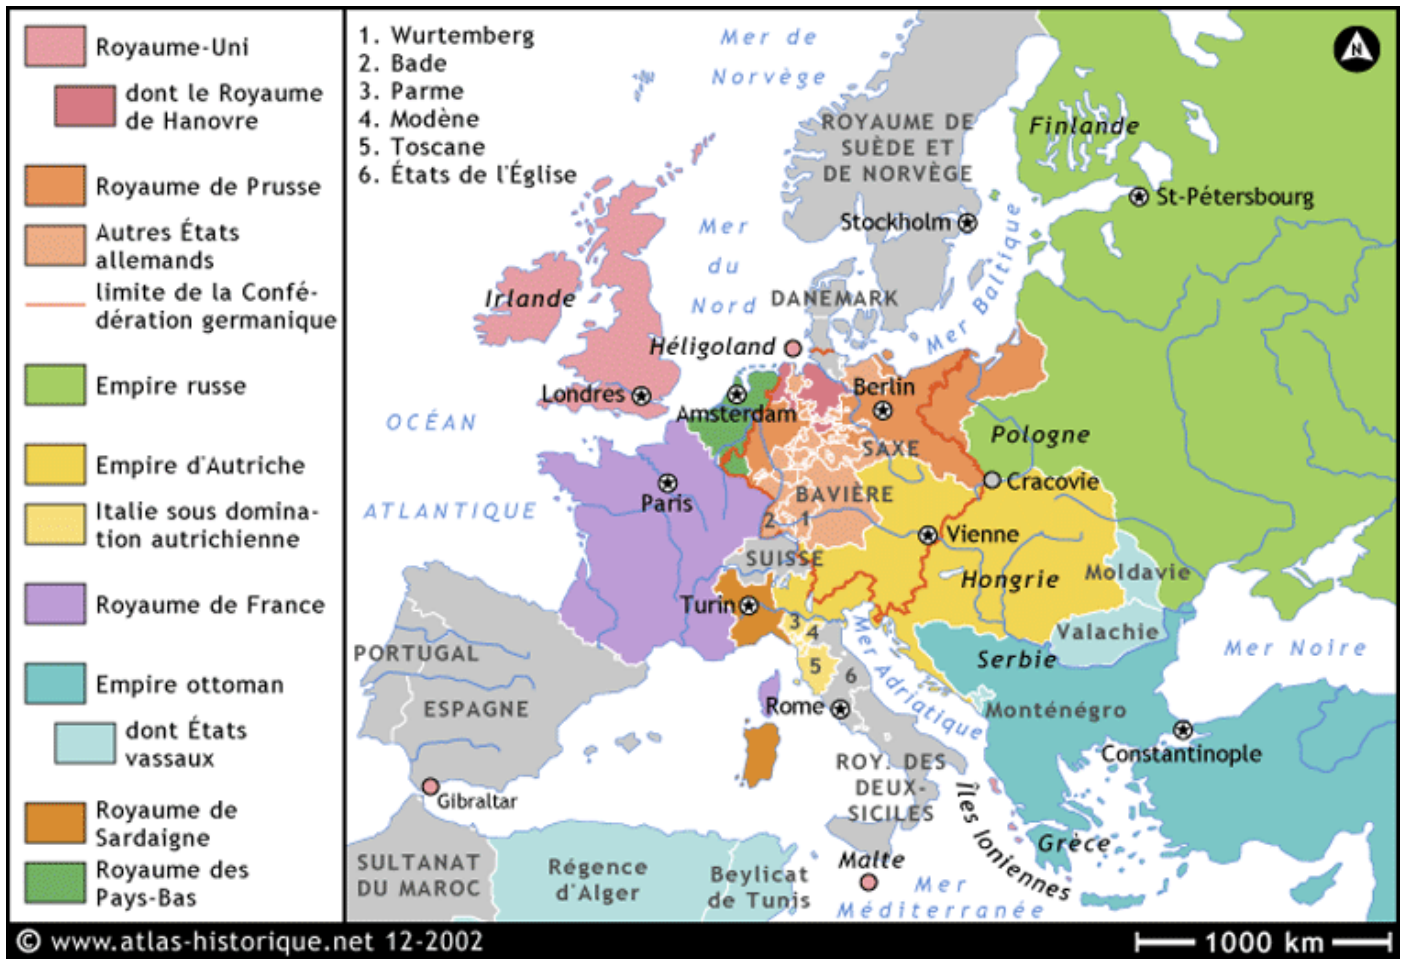 Royaume-Uni
dont le Royaume
de Hanovre
Royaume de Prusse
Autres États
allemands
limite de la Confé-
dération germanique
Empire russe
Empire d'Autriche
Italie sous domina-
tion autrichienne
Royaume de France
Empire ottoman
dont États
vassaux
Royaume de
Sardaigne
Royaume des
Pays-Bas
1. Wurtemberg
2. Bade
3. Parme
4. Modène
5. Toscane
6. États de l'Église
Mer de
Norvège
N
ROYAUME DE
SUÈDE ET
DE NORVÈGE
Finlande
St-Pétersbourg
Stockholm
Mer
du
Nord
Mer Baltique
Irlande
DANEMARK
Héligoland
Londres
Amsterdam
Berlin
OCÉAN
ATLANTIQUE
Pologne
SAXE
Paris
BAVIÈRE
Cracovie
2
1
Vienne
SUISSE
Hongrie
Moldavie
Turin
3
4
5
6
Valachie
Mer Adriatique
Serbie
Mer Noire
PORTUGAL
ESPAGNE
Rome
Monténégro
Constantinople
ROY. DES
DEUX-
SICILES
Îles Ioniennes
Gibraltar
Grèce
SULTANAT
DU MAROC
Régence
d'Alger
Beylicat
de Tunis
Malte
Mer
Méditerranée
© www.atlas-historique.net 12-2002
1000 km